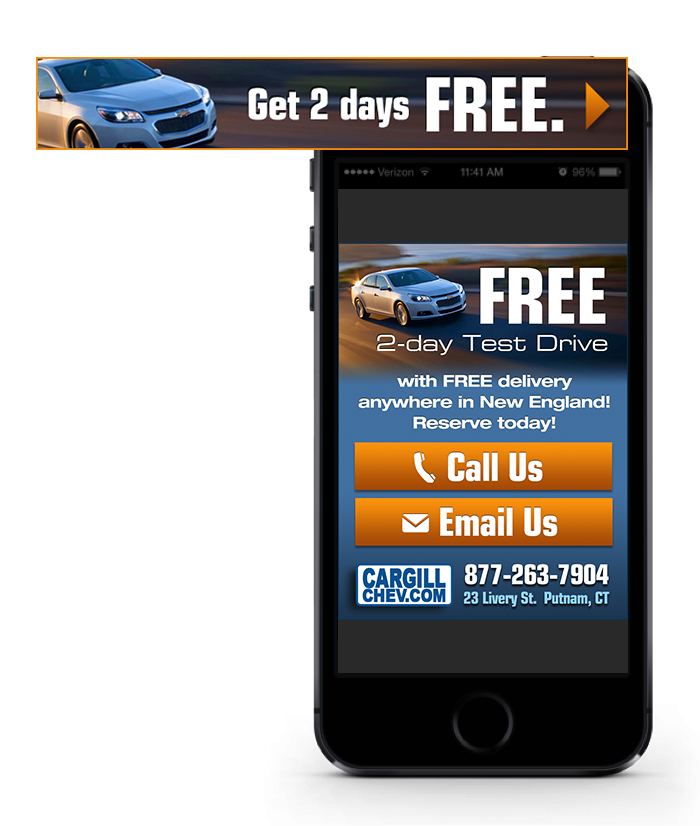 Get 2 days FREE.
Verizon 11:41 AM 96%
FREE
2-day Test Drive
with FREE delivery
anywhere in New England!
Reserve today!
Call Us
Email Us
CARGILL
CHEV.COM
877-263-7904
23 Livery St. Putnam, CT